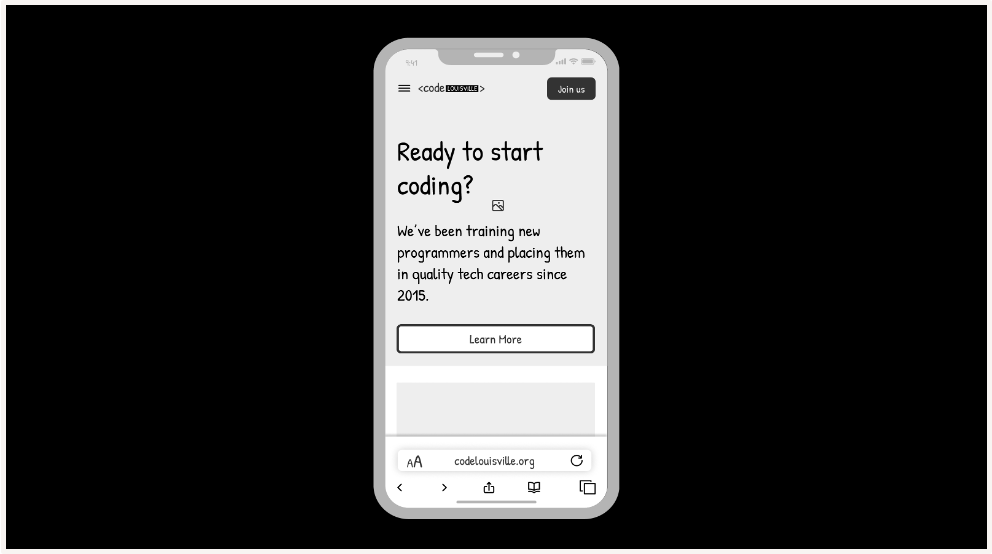 9:41
<code LOUISVILLE>
Join us
Ready to start
coding?
We've been training new
programmers and placing them
in quality tech careers since
2015.
Learn More
AA codelouisville.org